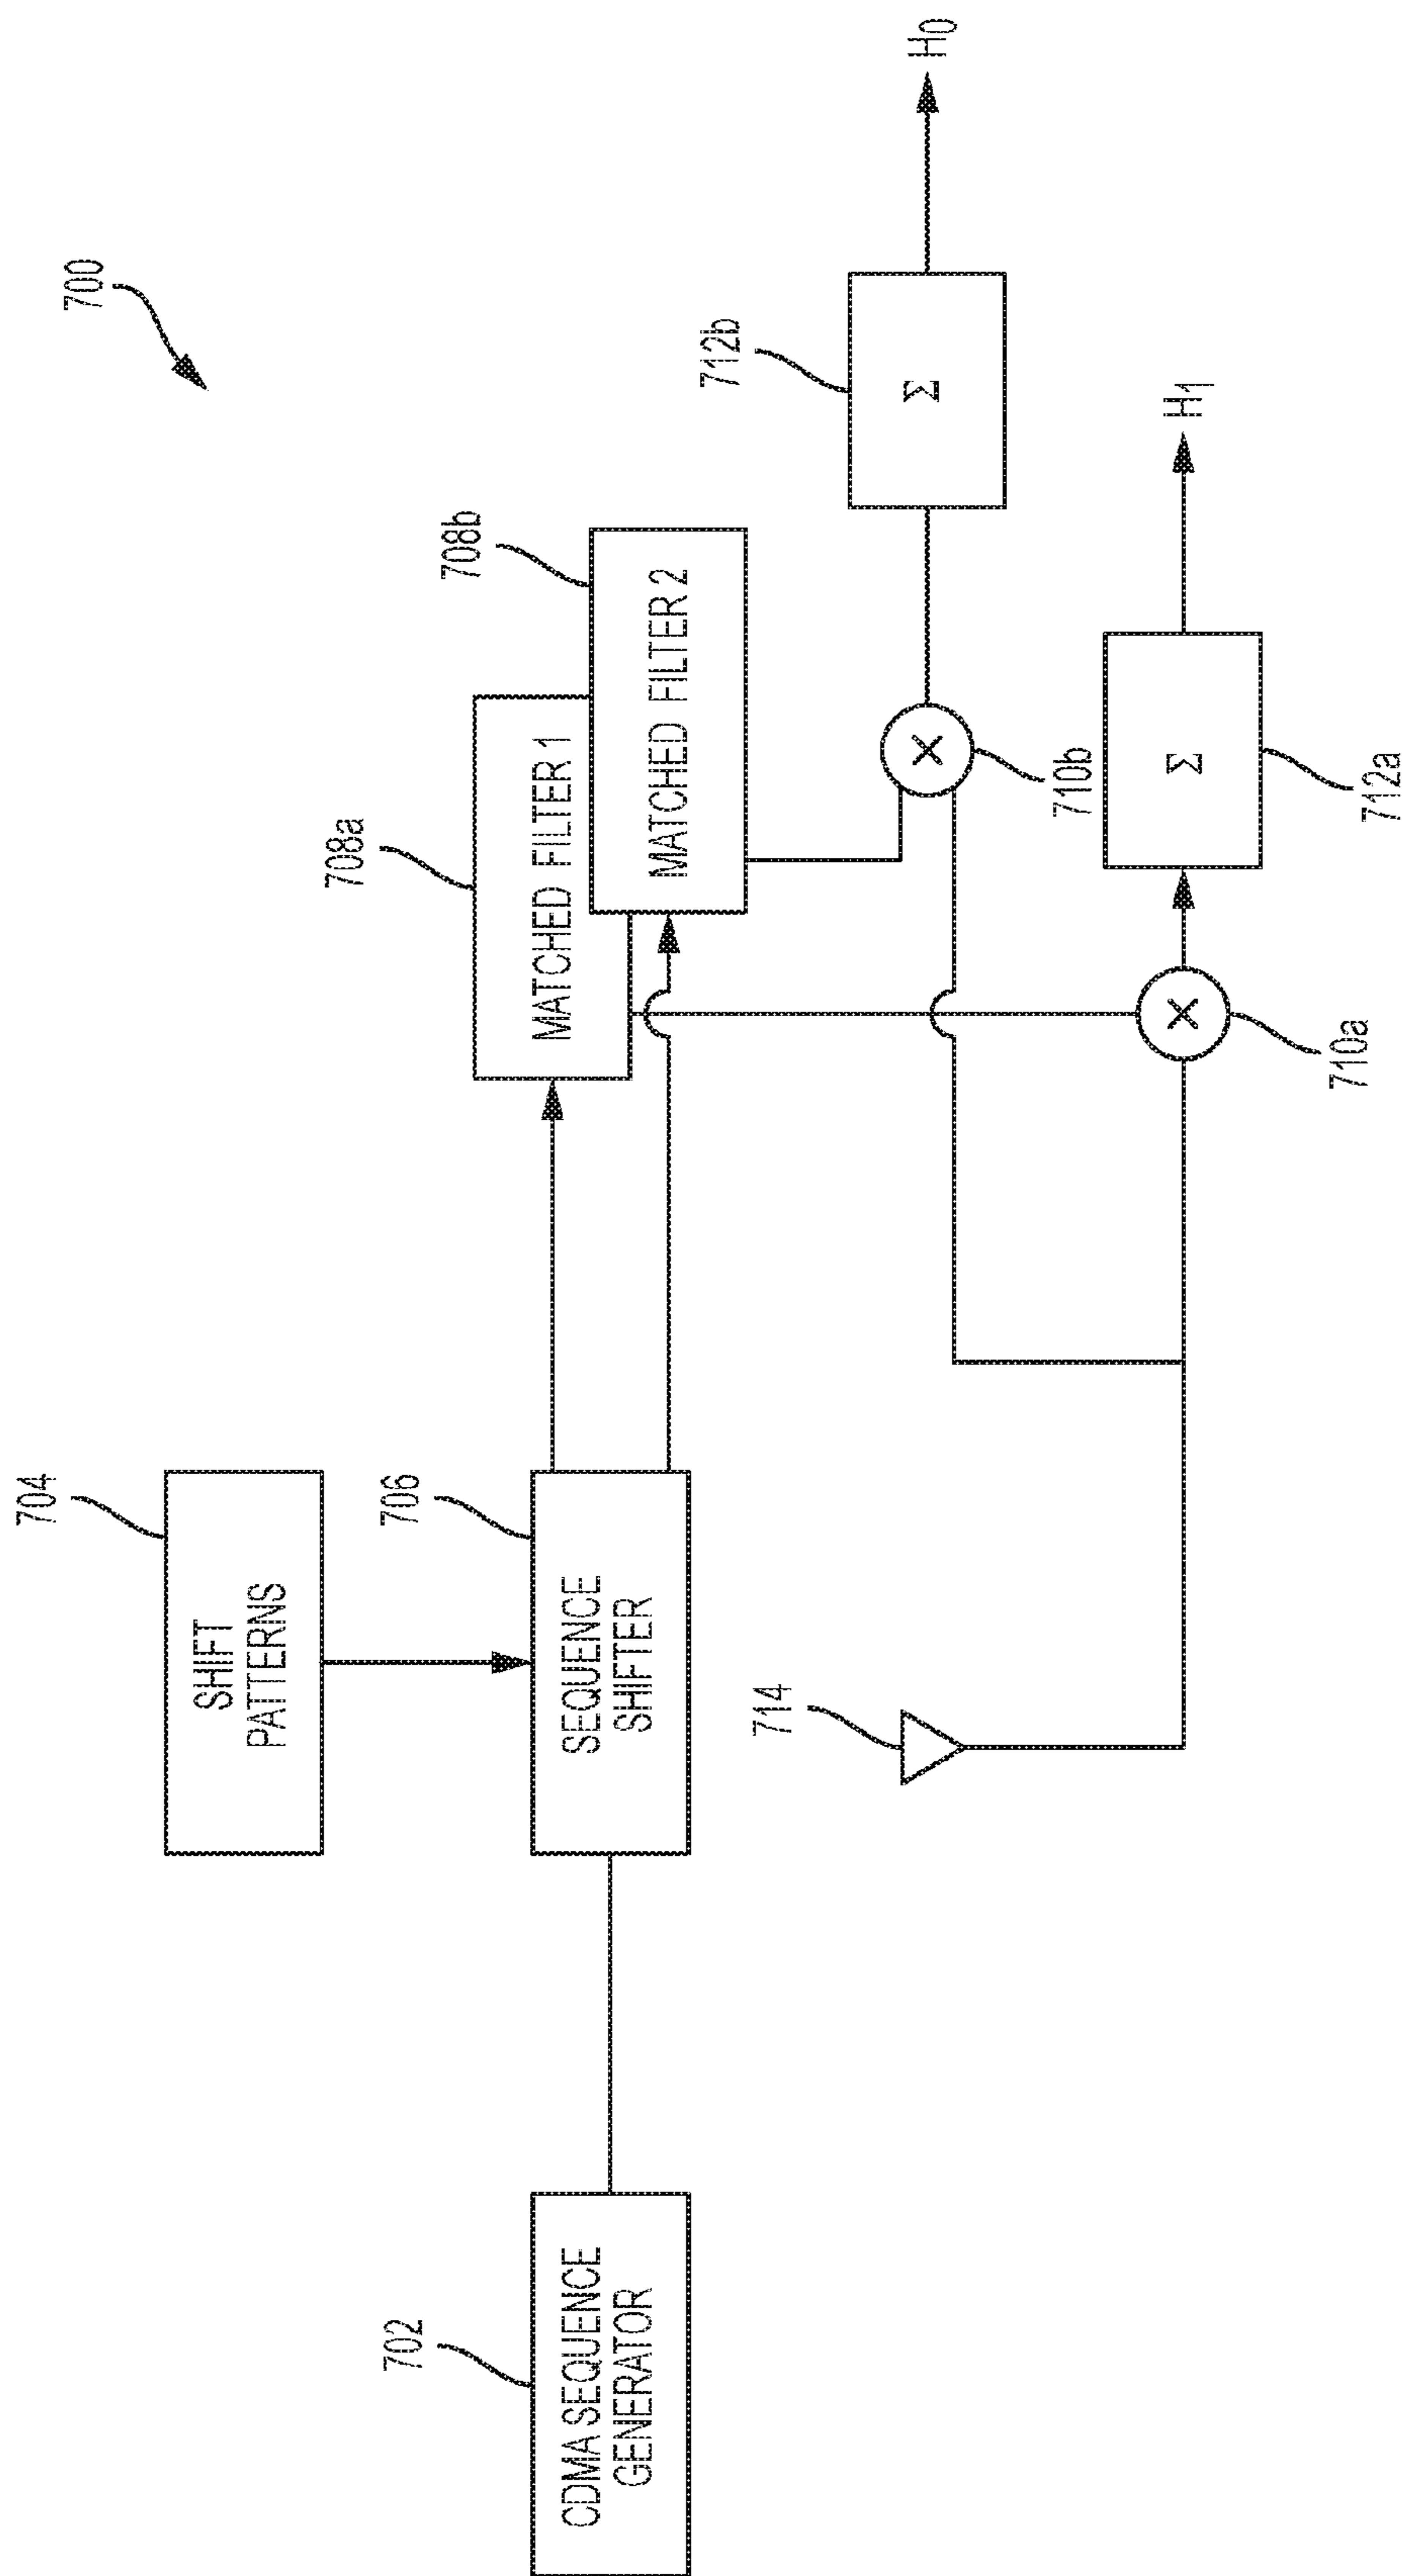 700
704
SHIFT
PATTERNS
702
CDMA SEQUENCE
GENERATOR
706
SEQUENCE
SHIFTER
708a
MATCHED FILTER 1
708b
MATCHED FILTER 2
714
712b
Σ
H0
×
710b
×
710a
Σ
712a
H1